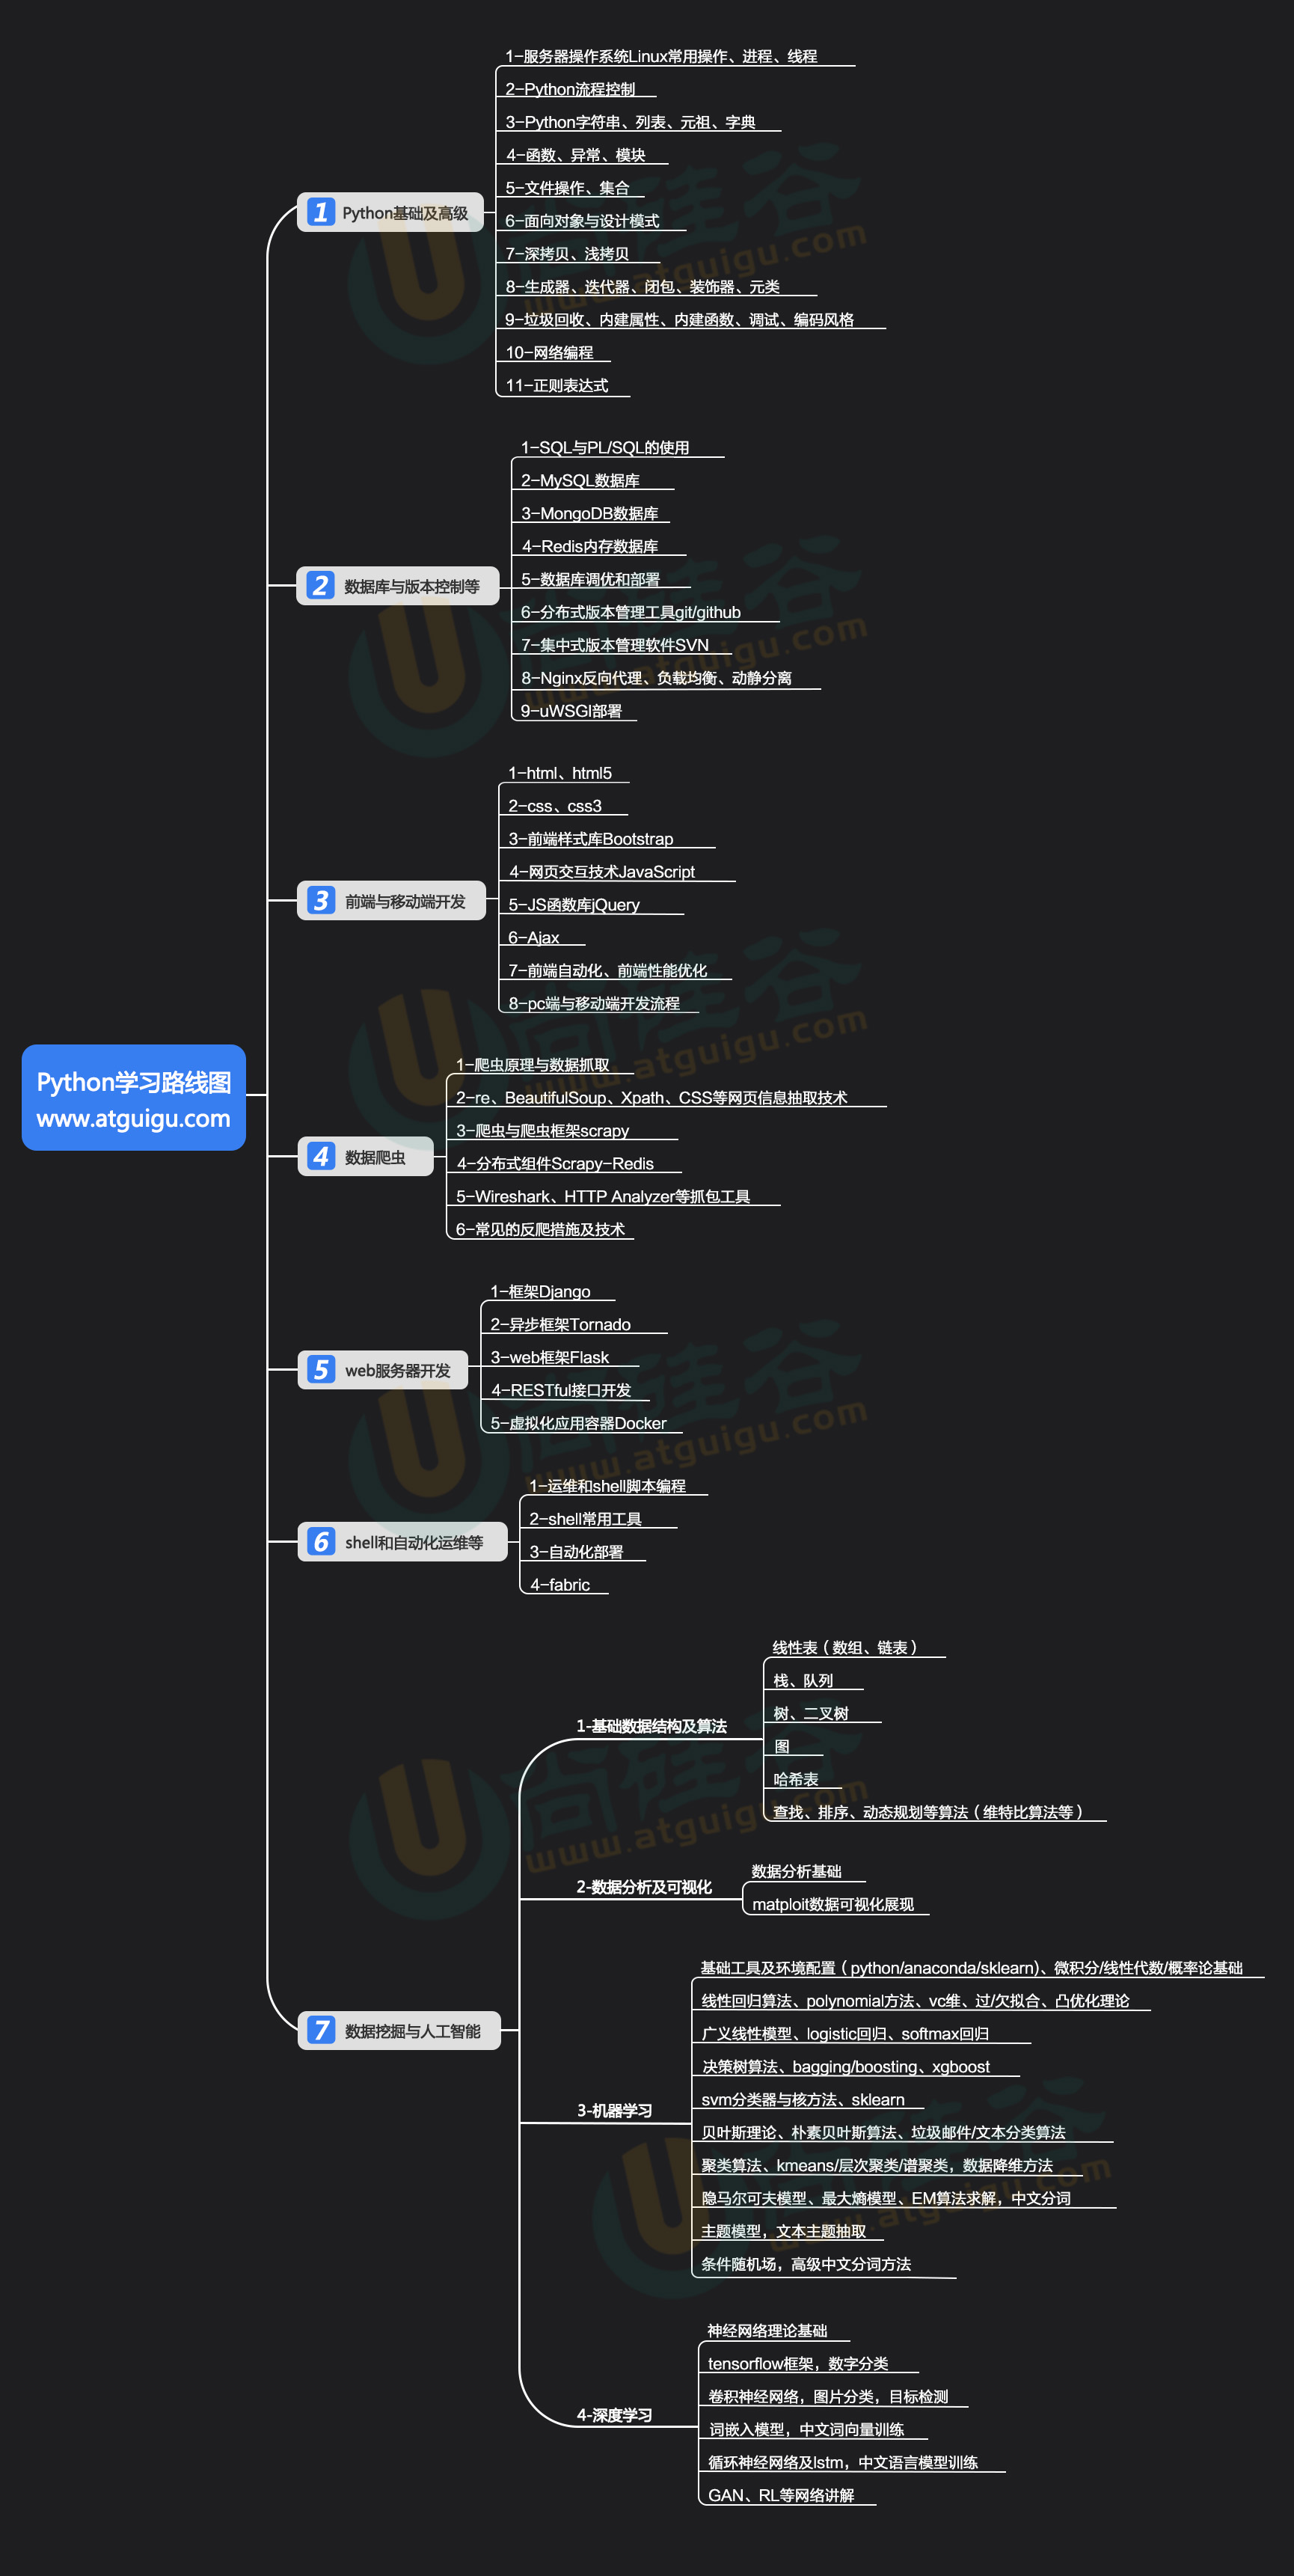 Python学习路线图
www.atguigu.com
1 Python基础及高级
1-服务器操作系统Linux常用操作、进程、线程
2-Python流程控制
3-Python字符串、列表、元祖、字典
4-函数、异常、模块
5-文件操作、集合
6-面向对象与设计模式
7-深拷贝、浅拷贝
8-生成器、迭代器、闭包、装饰器、元类
9-垃圾回收、内建属性、内建函数、调试、编码风格
10-网络编程
11-正则表达式
2 数据库与版本控制等
1-SQL与PL/SQL的使用
2-MySQL数据库
3-MongoDB数据库
4-Redis内存数据库
5-数据库调优和部署
6-分布式版本管理工具git/github
7-集中式版本管理软件SVN
8-Nginx反向代理、负载均衡、动静分离
9-uWSGI部署
3 前端与移动端开发
1-html、html5
2-css、css3
3-前端样式库Bootstrap
4-网页交互技术JavaScript
5-JS函数库jQuery
6-Ajax
7-前端自动化、前端性能优化
8-pc端与移动端开发流程
4 数据爬虫
1-爬虫原理与数据抓取
2-re、BeautifulSoup、Xpath、CSS等网页信息抽取技术
3-爬虫与爬虫框架scrapy
4-分布式组件Scrapy-Redis
5-Wireshark、HTTP Analyzer等抓包工具
6-常见的反爬措施及技术
5 web服务器开发
1-框架Django
2-异步框架Tornado
3-web框架Flask
4-RESTful接口开发
5-虚拟化应用容器Docker
6 shell和自动化运维等
1-运维和shell脚本编程
2-shell常用工具
3-自动化部署
4-fabric
7 数据挖掘与人工智能
1-基础数据结构及算法
线性表（数组、链表）
栈、队列
树、二叉树
图
哈希表
查找、排序、动态规划等算法（维特比算法等）
2-数据分析及可视化
数据分析基础
matploit数据可视化展现
3-机器学习
基础工具及环境配置（python/anaconda/sklearn)、微积分/线性代数/概率论基础
线性回归算法、polynomial方法、vc维、过/欠拟合、凸优化理论
广义线性模型、logistic回归、softmax回归
决策树算法、bagging/boosting、xgboost
svm分类器与核方法、sklearn
贝叶斯理论、朴素贝叶斯算法、垃圾邮件/文本分类算法
聚类算法、kmeans/层次聚类/谱聚类，数据降维方法
隐马尔可夫模型、最大熵模型、EM算法求解，中文分词
主题模型，文本主题抽取
条件随机场，高级中文分词方法
4-深度学习
神经网络理论基础
tensorflow框架，数字分类
卷积神经网络，图片分类，目标检测
词嵌入模型，中文词向量训练
循环神经网络及lstm，中文语言模型训练
GAN、RL等网络讲解
尚硅谷
www.atguigu.com
尚硅谷
www.atguigu.com
尚硅谷
www.atguigu.com
尚硅谷
www.atguigu.com
尚硅谷
www.atguigu.com
尚硅谷
www.atguigu.com